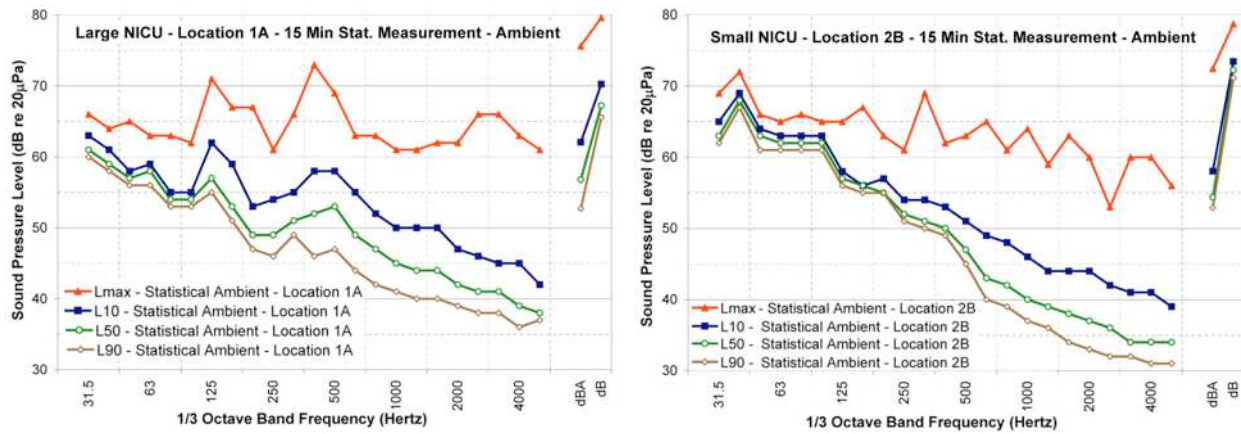 Large NICU - Location 1A - 15 Min Stat. Measurement - Ambient
Sound Pressure Level (dB re 20µPa)
80
70
60
50
40
30
Lmax - Statistical Ambient - Location 1A
L10 - Statistical Ambient - Location 1A
L50 - Statistical Ambient - Location 1A
L90 - Statistical Ambient - Location 1A
31.5
63
125
250
500
1000
2000
4000
dBA
dB
1/3 Octave Band Frequency (Hertz)
Small NICU - Location 2B - 15 Min Stat. Measurement - Ambient
Sound Pressure Level (dB re 20µPa)
80
70
60
50
40
30
Lmax - Statistical Ambient - Location 2B
L10 - Statistical Ambient - Location 2B
L50 - Statistical Ambient - Location 2B
L90 - Statistical Ambient - Location 2B
31.5
63
125
250
500
1000
2000
4000
dBA
dB
1/3 Octave Band Frequency (Hertz)